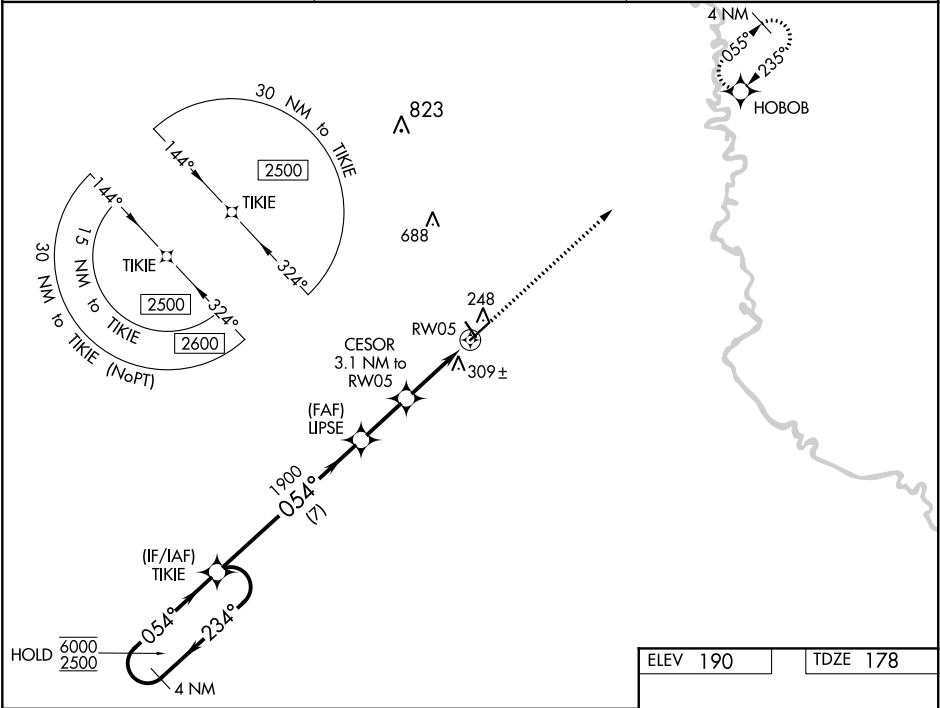 4 NM
055°
235°
HOBOB
30 NM to TIKIE
823
144°
2500
TIKIE
324°
688
144°
15 NM to TIKIE
TIKIE
2500
324°
30 NM to TIKIE (NoPT)
2600
248
RW05
CESOR
3.1 NM to
RW05
309±
(FAF)
LIPSE
1900
054°
(7)
(IF/IAF)
TIKIE
054°
234°
HOLD 6000
2500
4 NM
ELEV 190
TDZE 178